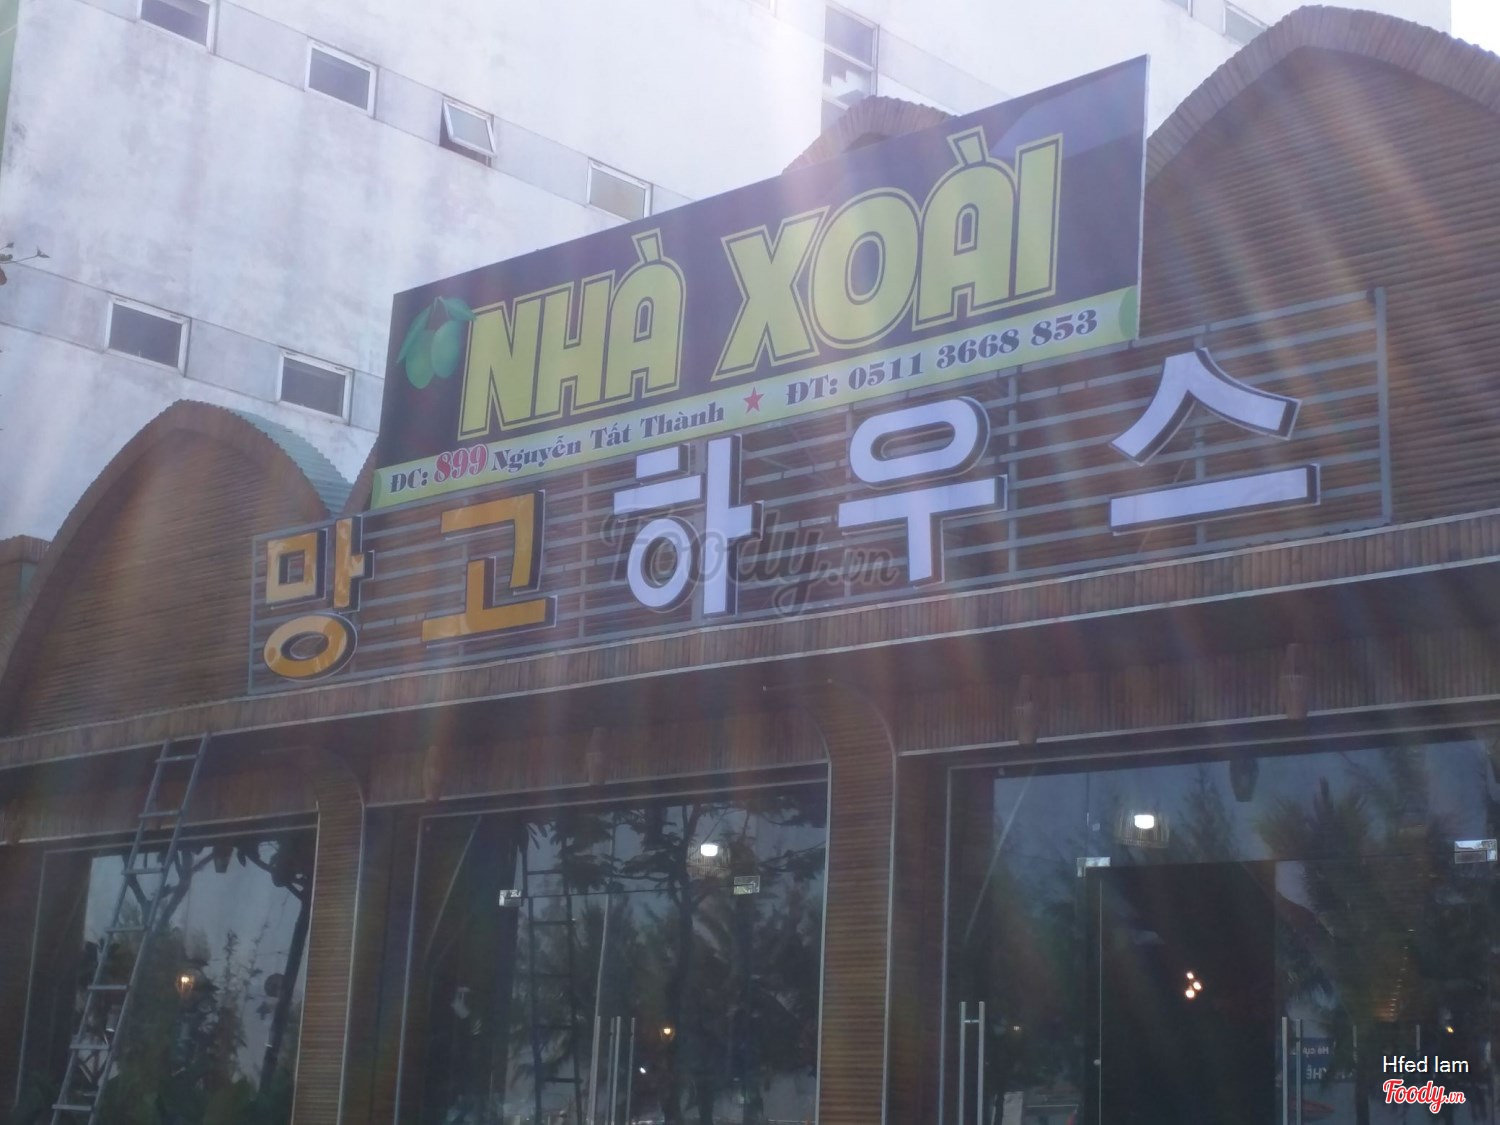 NHÀ XOÀI
ĐC: 899 Nguyễn Tất Thành ★ ĐT: 0511 3668 853
망고하우스
Foody.vn
Hfed lam
Foody.vn